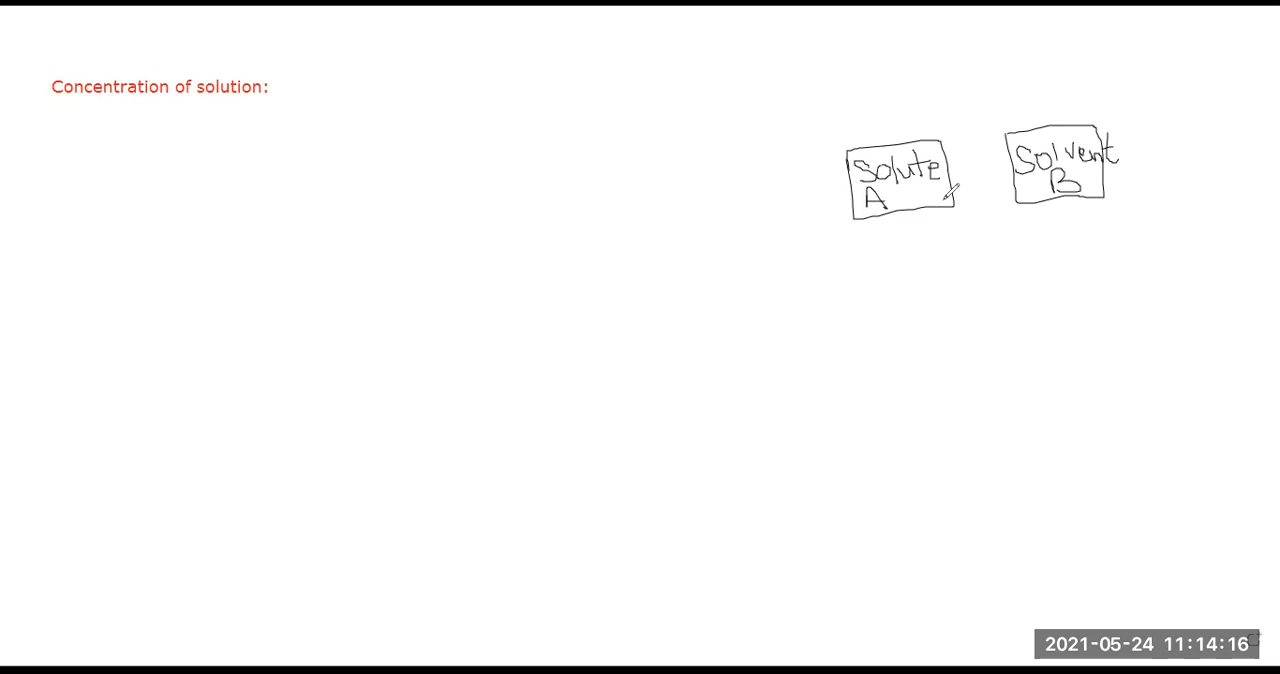 Concentration of solution:
Solute
A
Solvent
B
2021-05-24 11:14:16